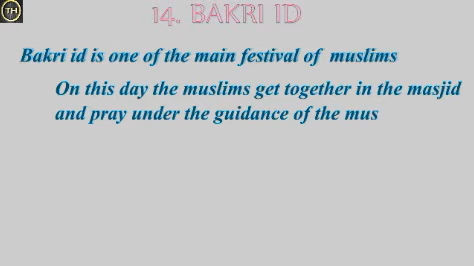 TH
14. BAKRI ID
Bakri id is one of the main festival of muslims
On this day the muslims get together in the masjid
and pray under the guidance of the mus